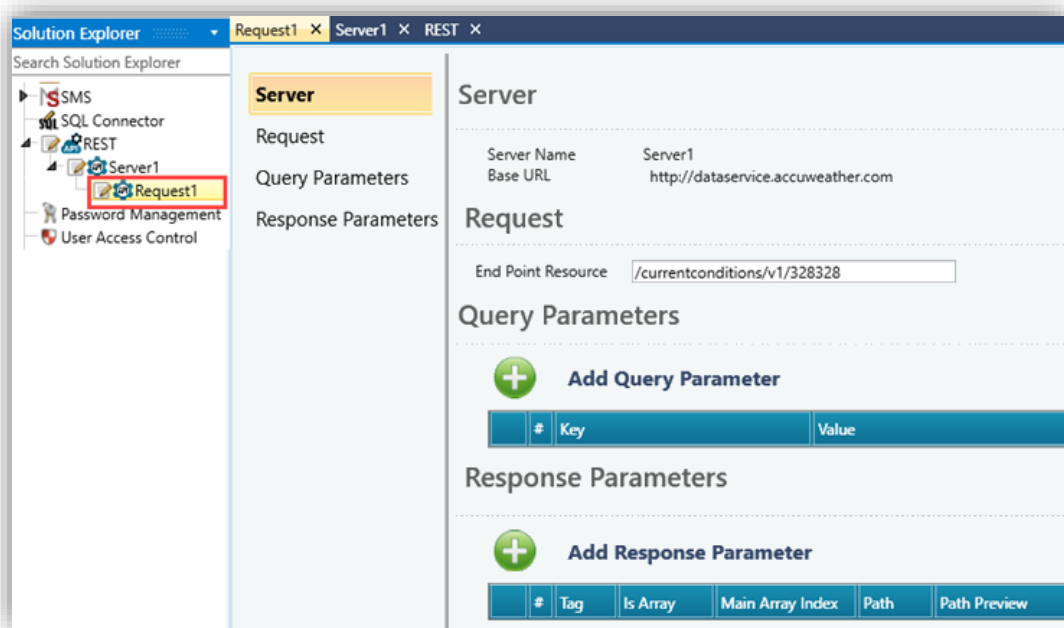 Solution Explorer
Search Solution Explorer
SMS
SQL Connector
REST
Server1
Request1
Password Management
User Access Control
Request1 × Server1 × REST ×
Server
Request
Query Parameters
Response Parameters
Server
Server Name Server1
Base URL http://dataservice.accuweather.com
Request
End Point Resource /currentconditions/v1/328328
Query Parameters
Add Query Parameter
# Key Value
Response Parameters
Add Response Parameter
# Tag Is Array Main Array Index Path Path Preview